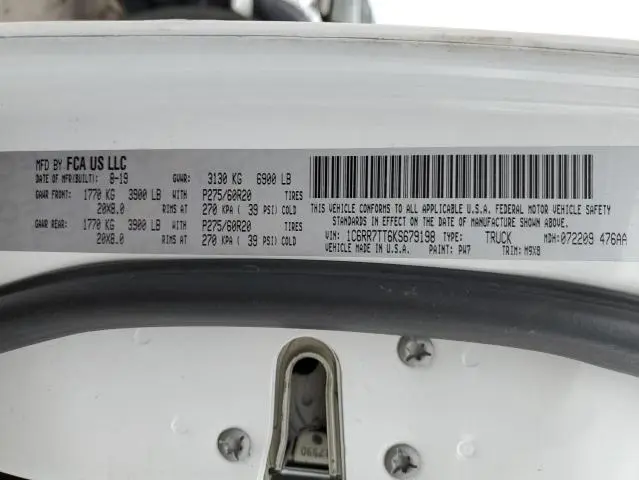 MFD BY FCA US LLC
DATE OF MFR(BUILT): 8-19 GVWR: 3130 KG 6900 LB
GAWR FRONT: 1770 KG 3900 LB WITH P275/60R20 TIRES
20X8.0 RIMS AT 270 KPA ( 39 PSI) COLD
GAWR REAR: 1770 KG 3900 LB WITH P275/60R20 TIRES
20X8.0 RIMS AT 270 KPA ( 39 PSI) COLD
THIS VEHICLE CONFORMS TO ALL APPLICABLE U.S.A. FEDERAL MOTOR VEHICLE SAFETY
STANDARDS IN EFFECT ON THE DATE OF MANUFACTURE SHOWN ABOVE.
VIN: 1C6RR7TT6KS679198 TYPE: TRUCK MDH:072209 476AA
VEHICLE MADE IN U.S.A. PAINT: PW7 TRIM: M9X8